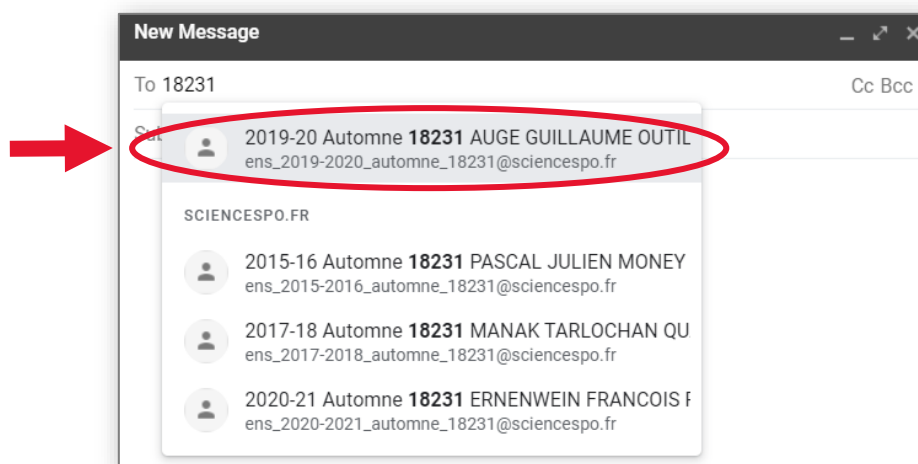 New Message
To 18231
Cc Bcc
Sub
2019-20 Automne 18231 AUGE GUILLAUME OUTIL
ens_2019-2020_automne_18231@sciencespo.fr
SCIENCESPO.FR
2015-16 Automne 18231 PASCAL JULIEN MONEY
ens_2015-2016_automne_18231@sciencespo.fr
2017-18 Automne 18231 MANAK TARLOCHAN QU
ens_2017-2018_automne_18231@sciencespo.fr
2020-21 Automne 18231 ERNENWEIN FRANCOIS F
ens_2020-2021_automne_18231@sciencespo.fr